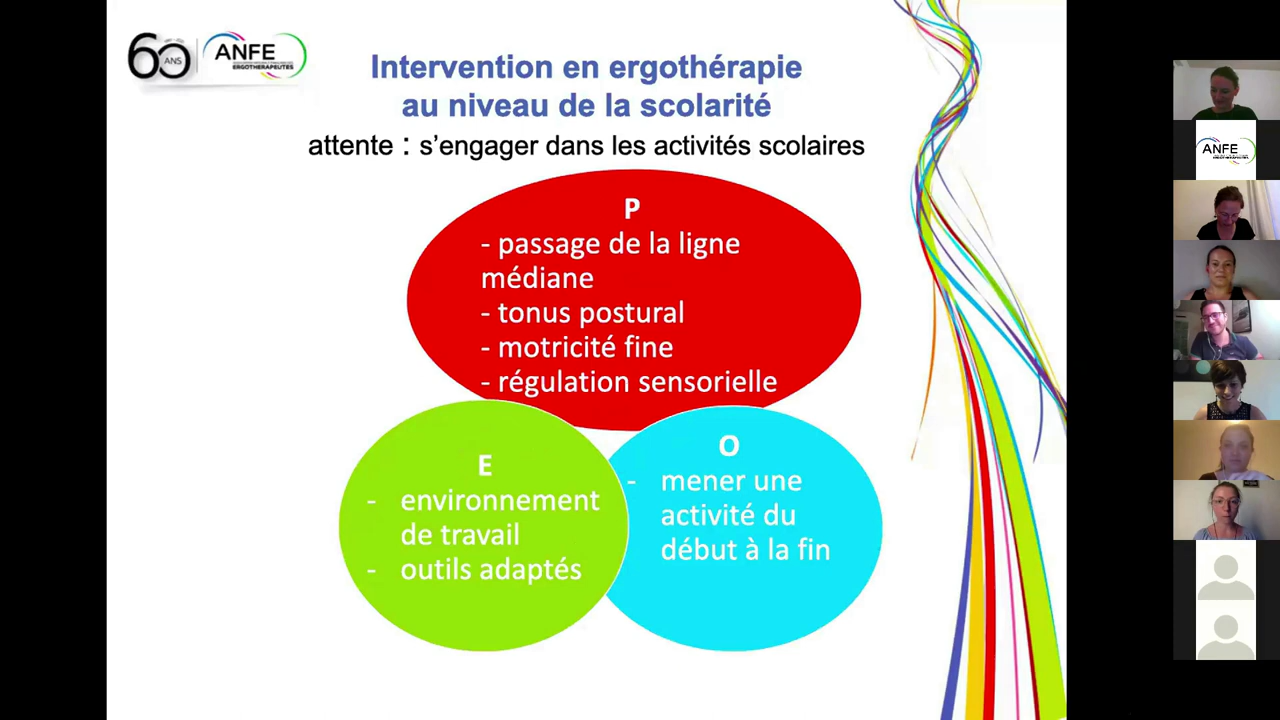 60 ANS
ANFE
ERGOTHERAPEUTES
Intervention en ergothérapie
au niveau de la scolarité
attente : s'engager dans les activités scolaires
P
- passage de la ligne
médiane
- tonus postural
- motricité fine
- régulation sensorielle
E
- environnement
de travail
- outils adaptés
O
- mener une
activité du
début à la fin
ANFE